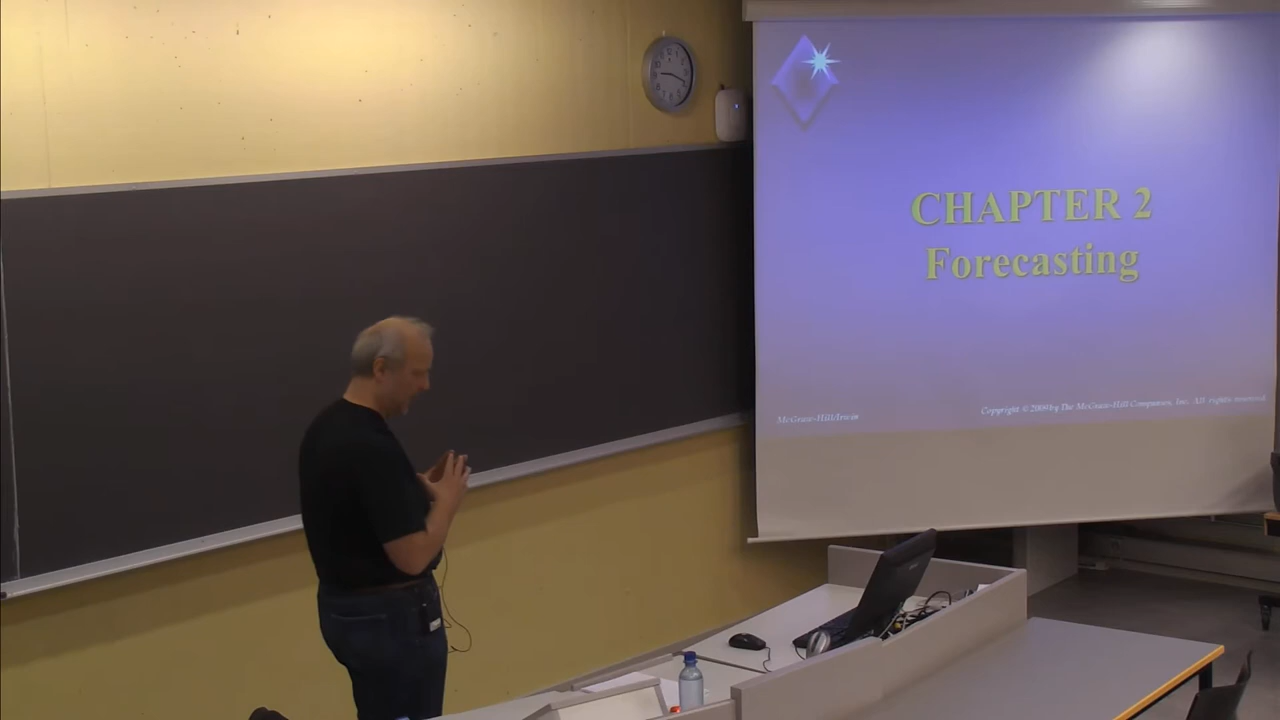 CHAPTER 2
Forecasting
McGraw-Hill/Irwin
Copyright © 2009 by The McGraw-Hill Companies, Inc. All rights reserved.